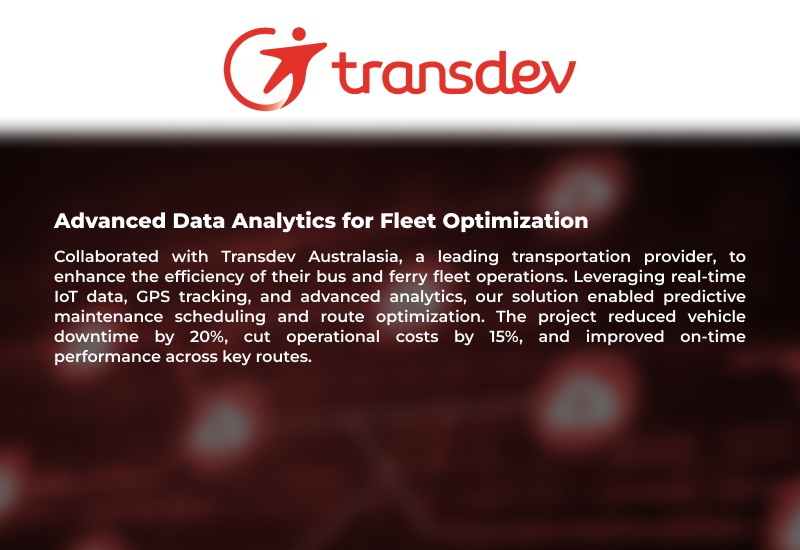 transdev
Advanced Data Analytics for Fleet Optimization
Collaborated with Transdev Australasia, a leading transportation provider, to
enhance the efficiency of their bus and ferry fleet operations. Leveraging real-time
IoT data, GPS tracking, and advanced analytics, our solution enabled predictive
maintenance scheduling and route optimization. The project reduced vehicle
downtime by 20%, cut operational costs by 15%, and improved on-time
performance across key routes.